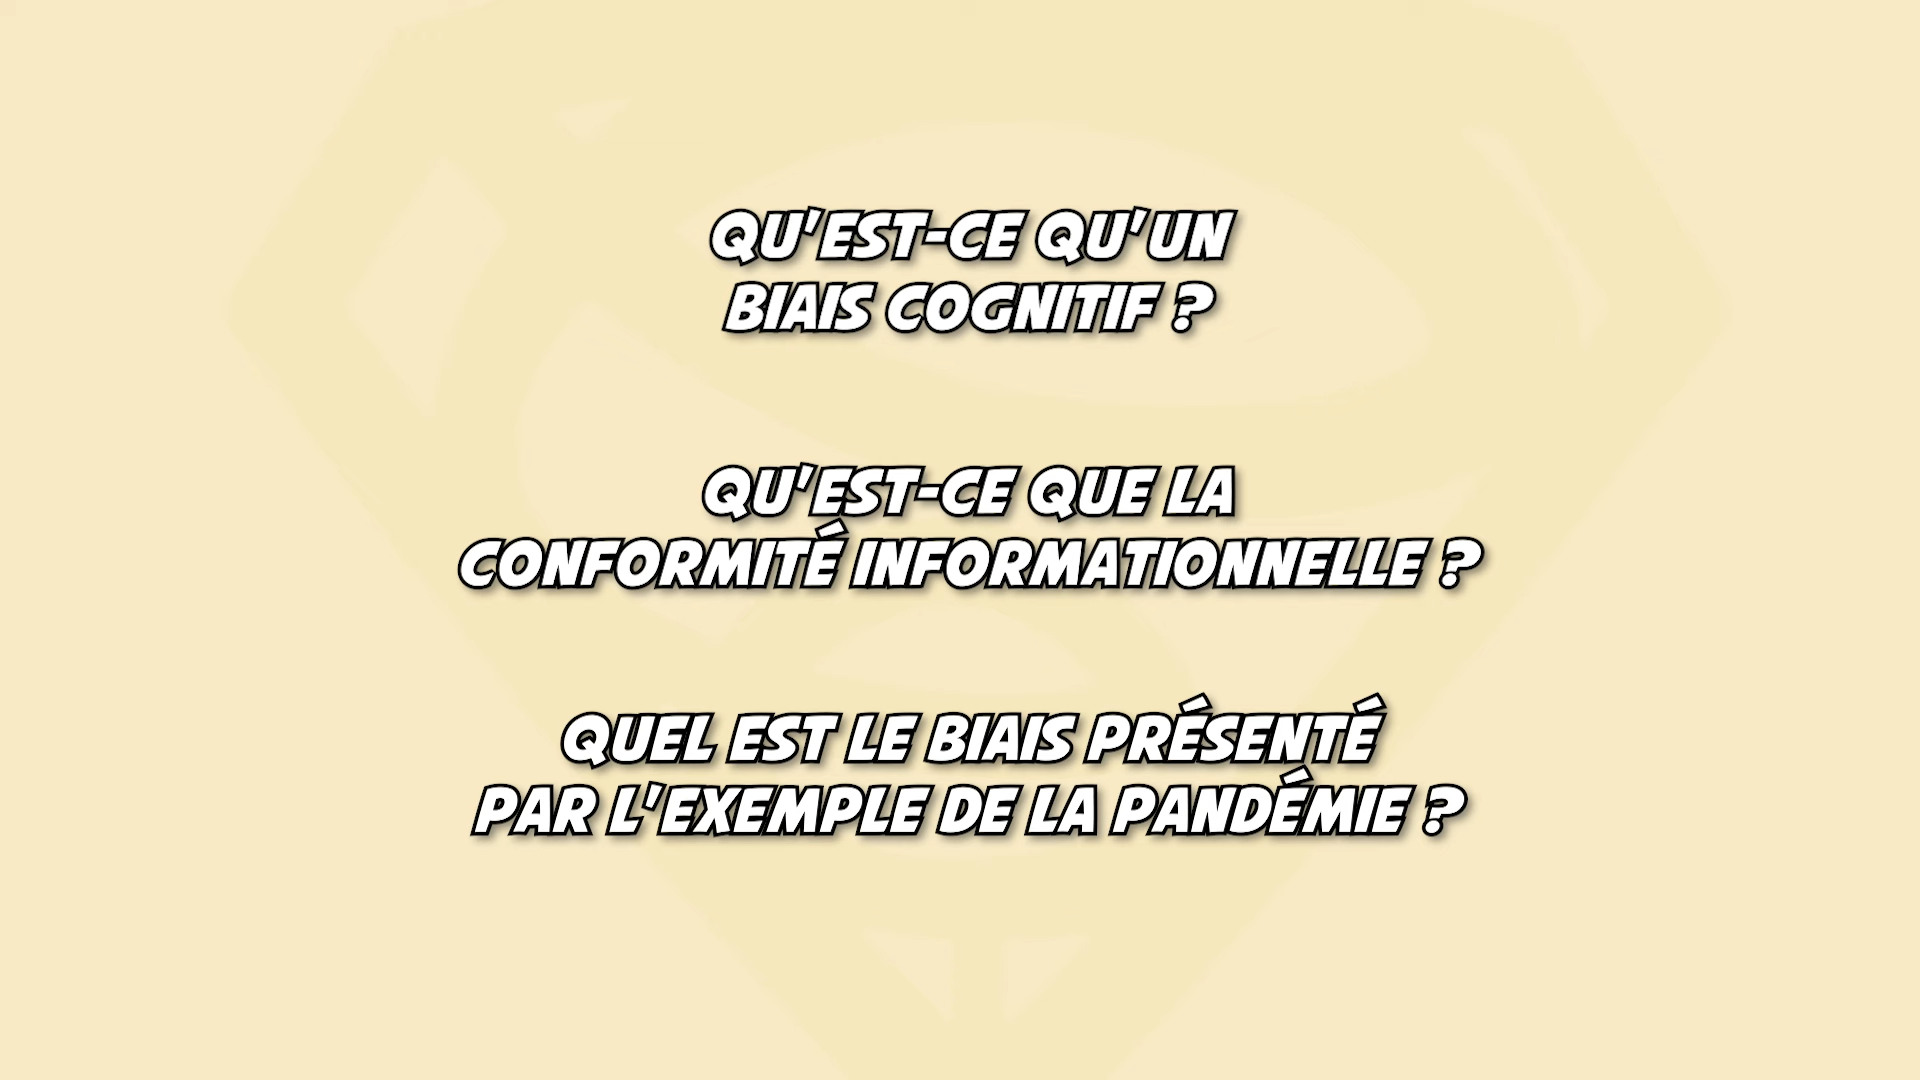 QU'EST-CE QU'UN
BIAIS COGNITIF ?
QU'EST-CE QUE LA
CONFORMITÉ INFORMATIONNELLE ?
QUEL EST LE BIAIS PRÉSENTÉ
PAR L'EXEMPLE DE LA PANDÉMIE ?